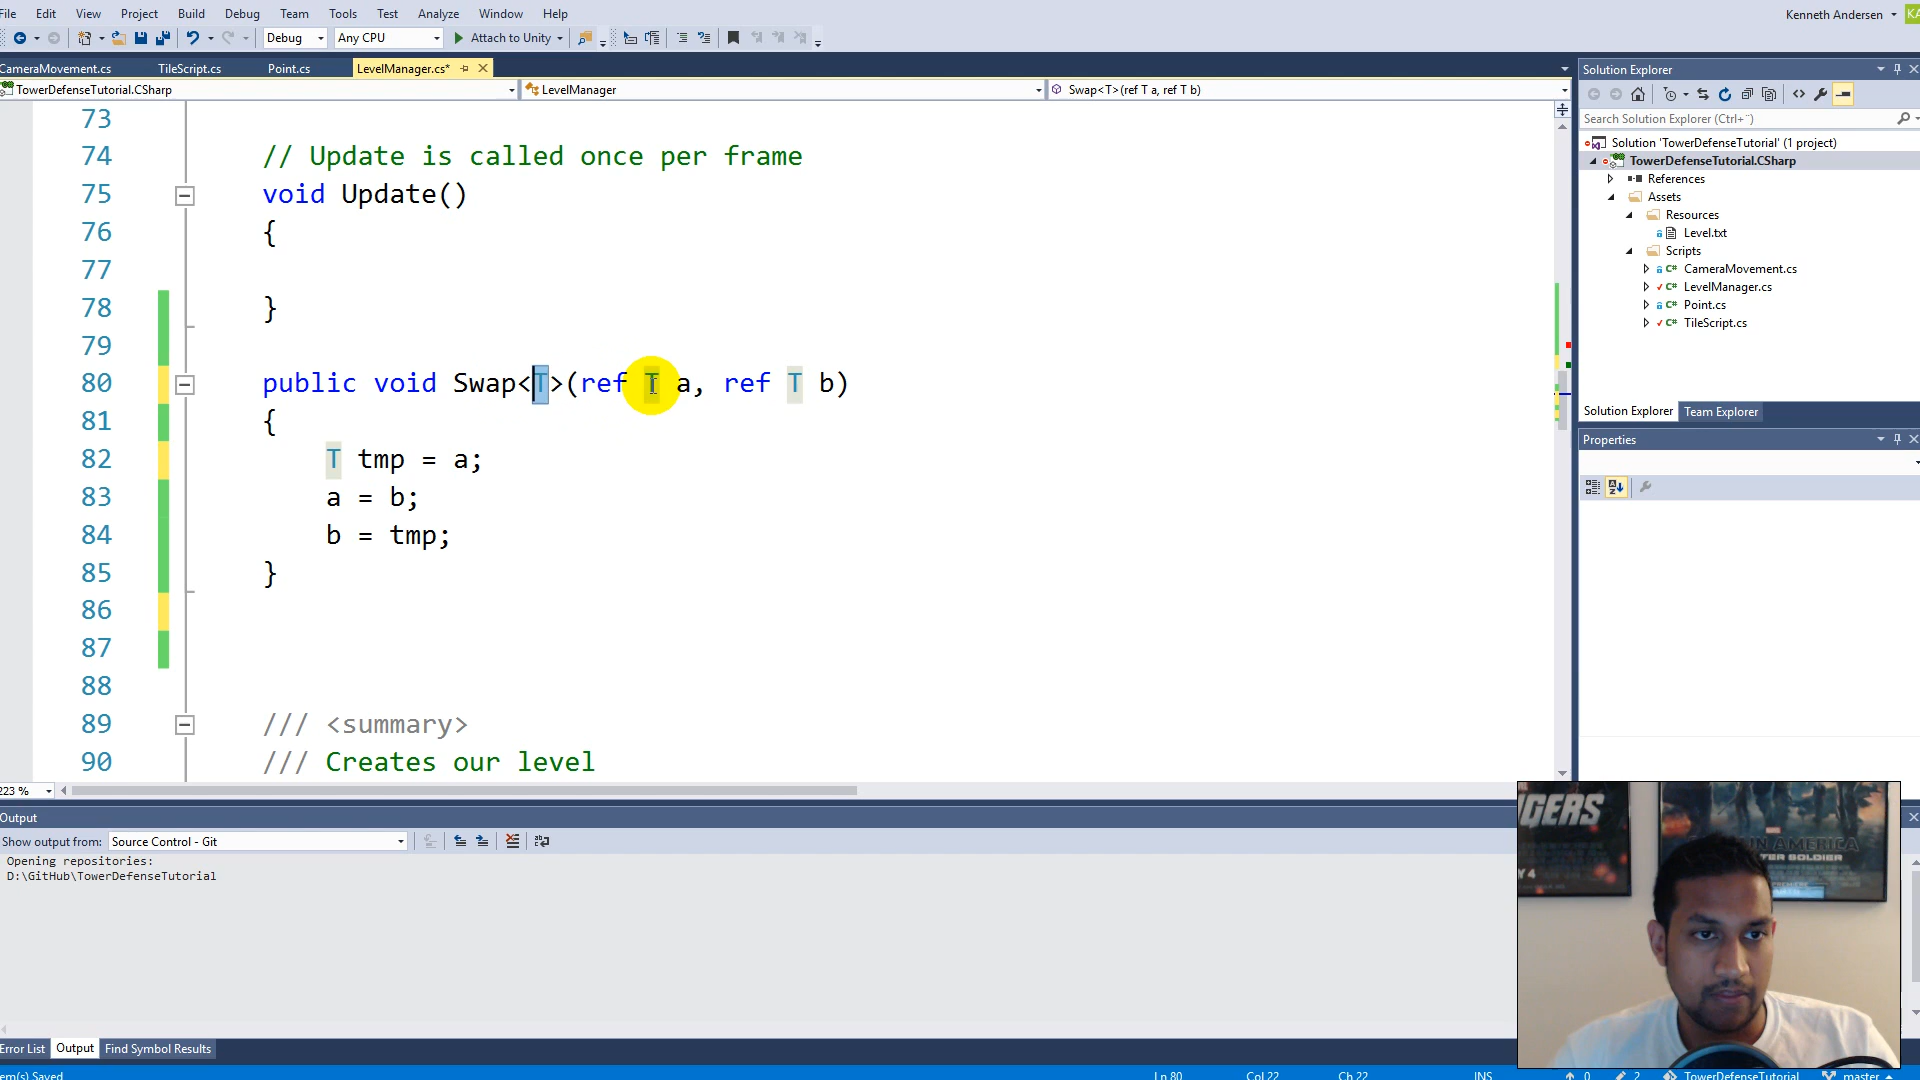 File Edit View Project Build Debug Team Tools Test Analyze Window Help
Kenneth Andersen KA
Debug Any CPU Attach to Unity
CameraMovement.cs TileScript.cs Point.cs LevelManager.cs*
TowerDefenseTutorial.CSharp LevelManager Swap<T>(ref T a, ref T b)
73
74 // Update is called once per frame
75 void Update()
76 {
77
78 }
79
80 public void Swap<T>(ref T a, ref T b)
81 {
82 T tmp = a;
83 a = b;
84 b = tmp;
85 }
86
87
88
89 /// <summary>
90 /// Creates our level
223 %
Solution Explorer
Search Solution Explorer (Ctrl+¨)
Solution 'TowerDefenseTutorial' (1 project)
TowerDefenseTutorial.CSharp
References
Assets
Resources
Level.txt
Scripts
CameraMovement.cs
LevelManager.cs
Point.cs
TileScript.cs
Solution Explorer Team Explorer
Properties
Output
Show output from: Source Control - Git
Opening repositories:
D:\GitHub\TowerDefenseTutorial
Error List Output Find Symbol Results
em(s) Saved Ln 80 Col 22 Ch 22 INS 0 2 TowerDefenseTutorial master